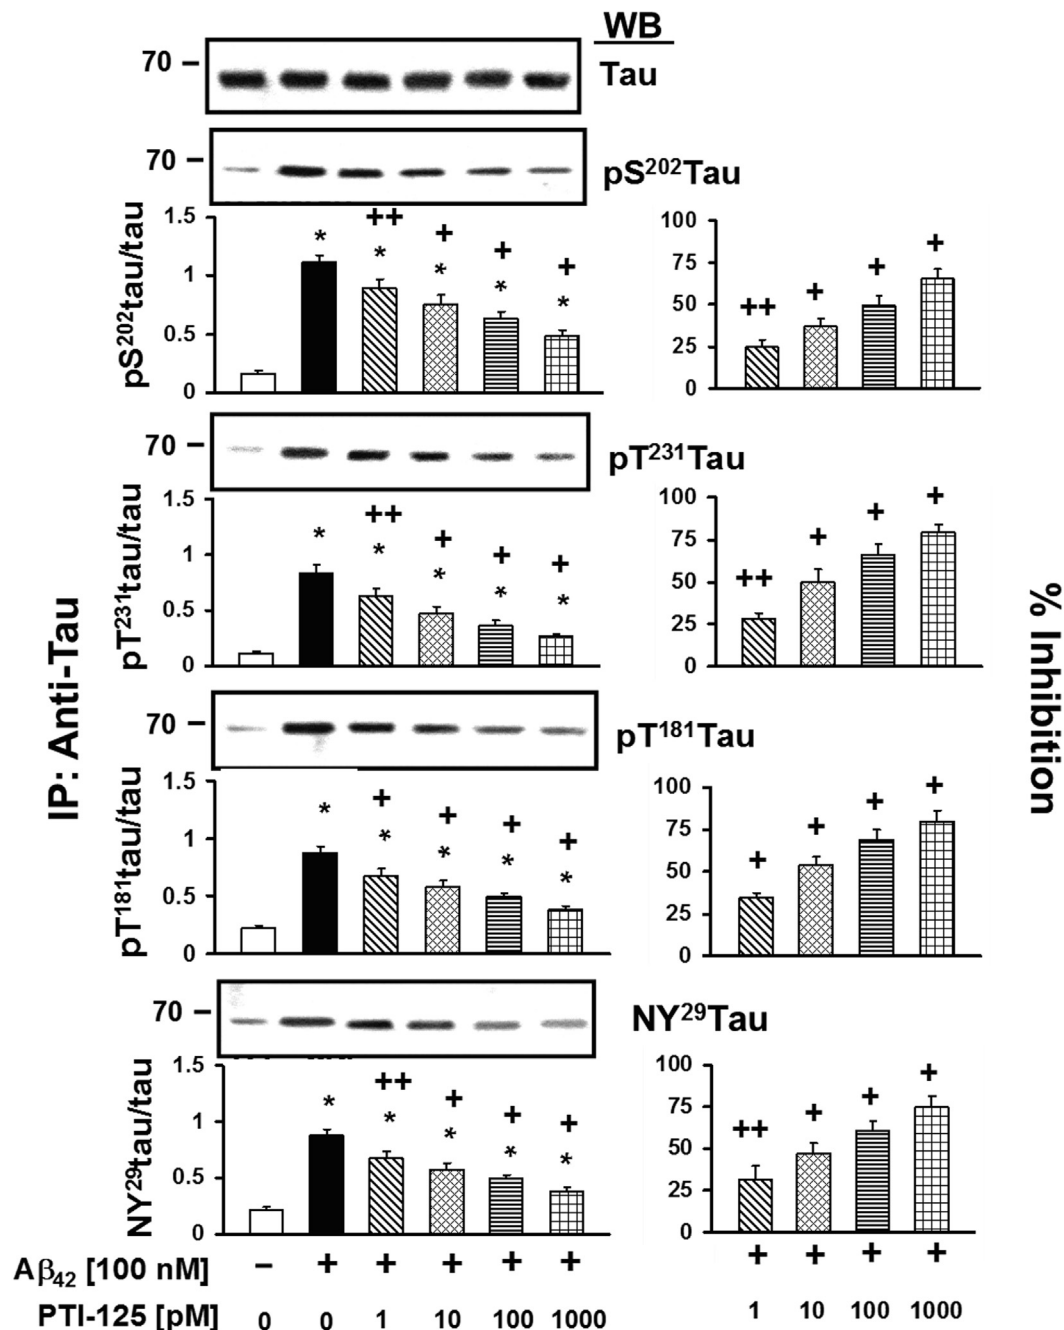 WB
70 –
Tau
70 –
pS²⁰²Tau
1.5
1
0.5
0
pS²⁰²tau/tau
* ++ * + * + * + *
100
75
50
25
0
++ + + +
70 –
pT²³¹Tau
1.5
1
0.5
0
pT²³¹tau/tau
* ++ * + * + * + *
100
75
50
25
0
++ + + +
IP: Anti-Tau
% Inhibition
70 –
pT¹⁸¹Tau
1.5
1
0.5
0
pT¹⁸¹tau/tau
* + * + * + * + *
100
75
50
25
0
+ + + +
70 –
NY²⁹Tau
1.5
1
0.5
0
NY²⁹tau/tau
* ++ * + * + * + *
100
75
50
25
0
++ + + +
Aβ₄₂ [100 nM] – + + + + + + + + +
PTI-125 [pM] 0 0 1 10 100 1000 1 10 100 1000